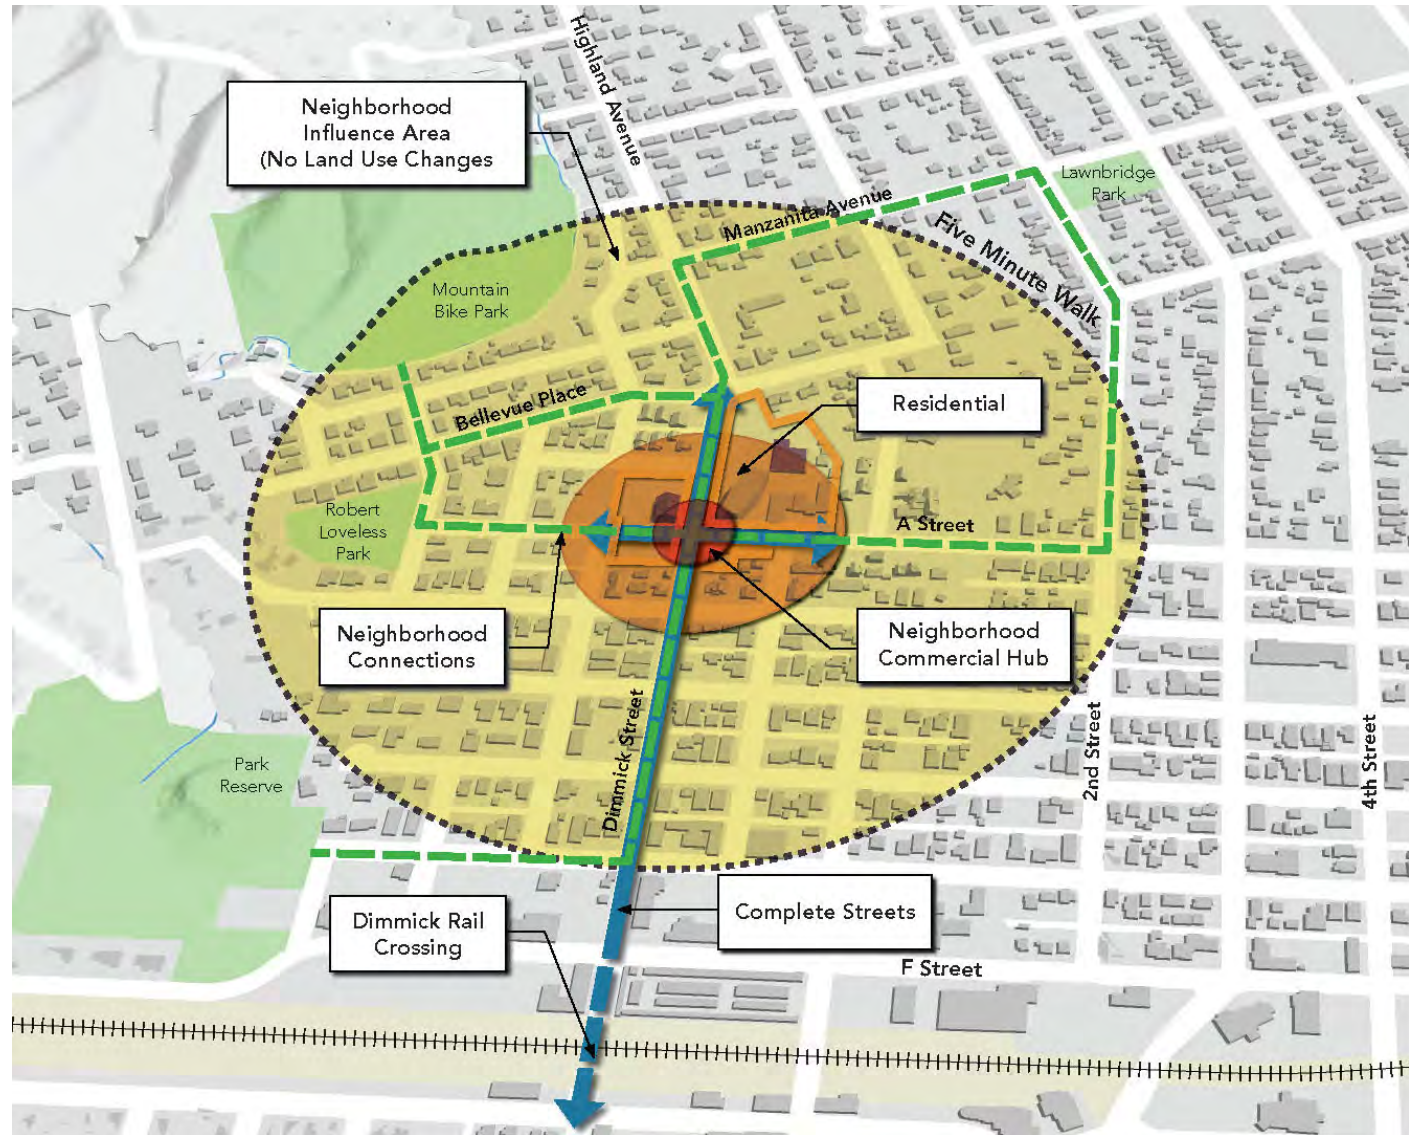 Highland Avenue
Neighborhood
Influence Area
(No Land Use Changes
Lawnbridge
Park
Manzanita Avenue
Five Minute Walk
Mountain
Bike Park
Bellevue Place
Residential
Robert
Loveless
Park
A Street
Neighborhood
Connections
Neighborhood
Commercial Hub
Dimmick Street
2nd Street
4th Street
Park
Reserve
Complete Streets
Dimmick Rail
Crossing
F Street